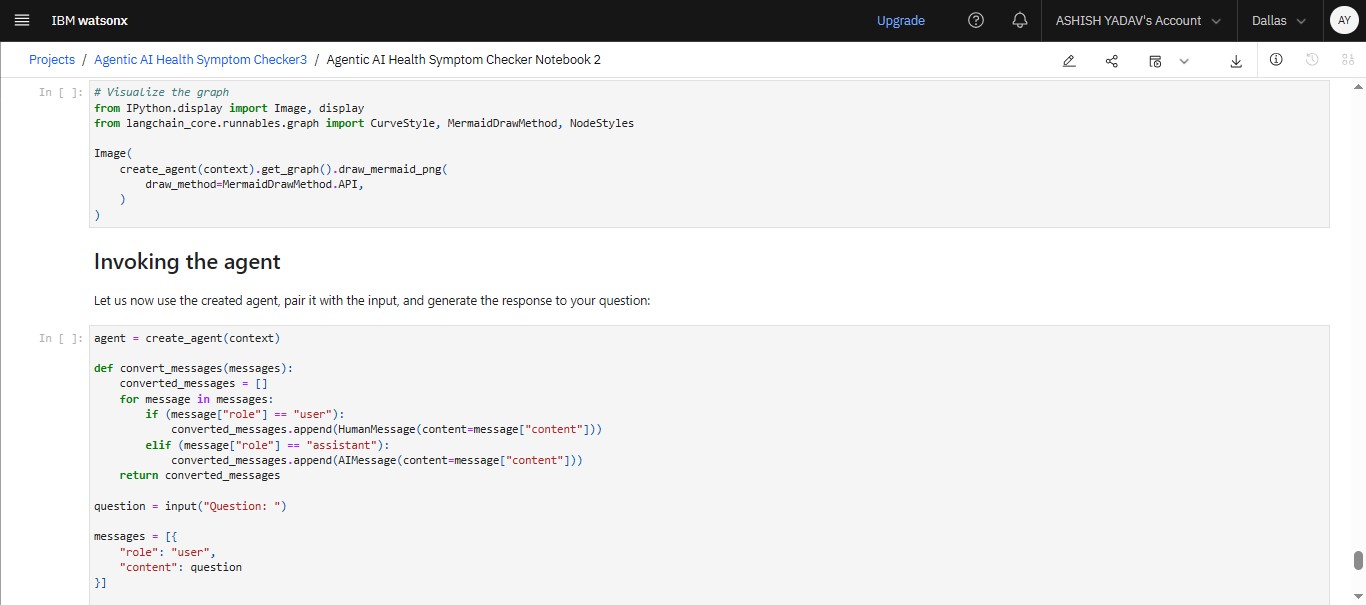 IBM watsonx
Upgrade
ASHISH YADAV's Account
Dallas
AY
Projects / Agentic AI Health Symptom Checker3 / Agentic AI Health Symptom Checker Notebook 2
In [ ]:
# Visualize the graph
from IPython.display import Image, display
from langchain_core.runnables.graph import CurveStyle, MermaidDrawMethod, NodeStyles

Image(
    create_agent(context).get_graph().draw_mermaid_png(
        draw_method=MermaidDrawMethod.API,
    )
)
Invoking the agent
Let us now use the created agent, pair it with the input, and generate the response to your question:
In [ ]:
agent = create_agent(context)

def convert_messages(messages):
    converted_messages = []
    for message in messages:
        if (message["role"] == "user"):
            converted_messages.append(HumanMessage(content=message["content"]))
        elif (message["role"] == "assistant"):
            converted_messages.append(AIMessage(content=message["content"]))
    return converted_messages

question = input("Question: ")

messages = [{
    "role": "user",
    "content": question
}]